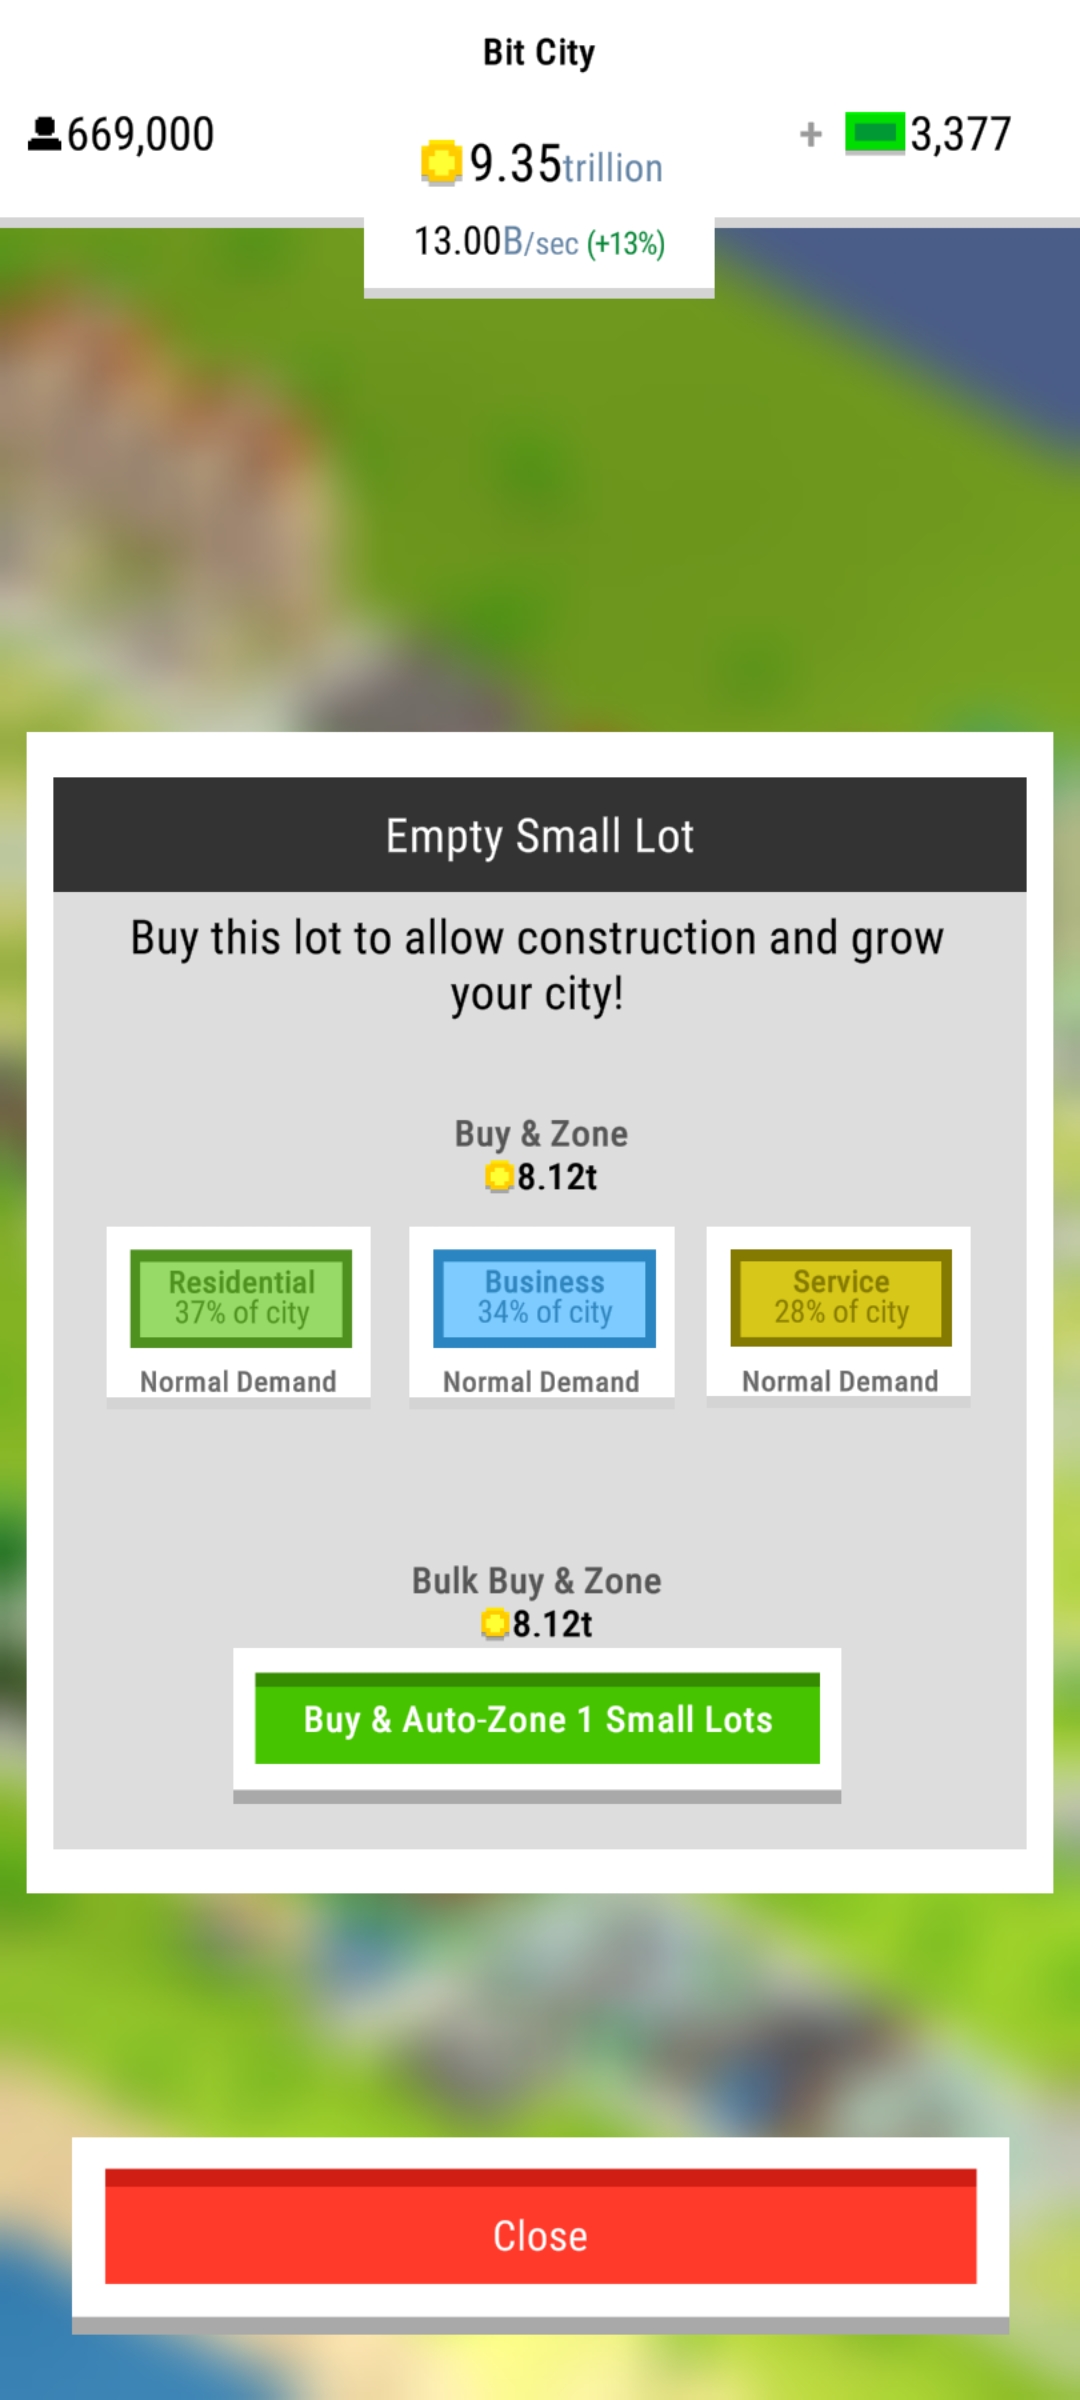 Bit City
669,000
9.35trillion
+ 3,377
13.00B/sec (+13%)
Empty Small Lot
Buy this lot to allow construction and grow
your city!
Buy & Zone
8.12t
Residential
37% of city
Normal Demand
Business
34% of city
Normal Demand
Service
28% of city
Normal Demand
Bulk Buy & Zone
8.12t
Buy & Auto-Zone 1 Small Lots
Close